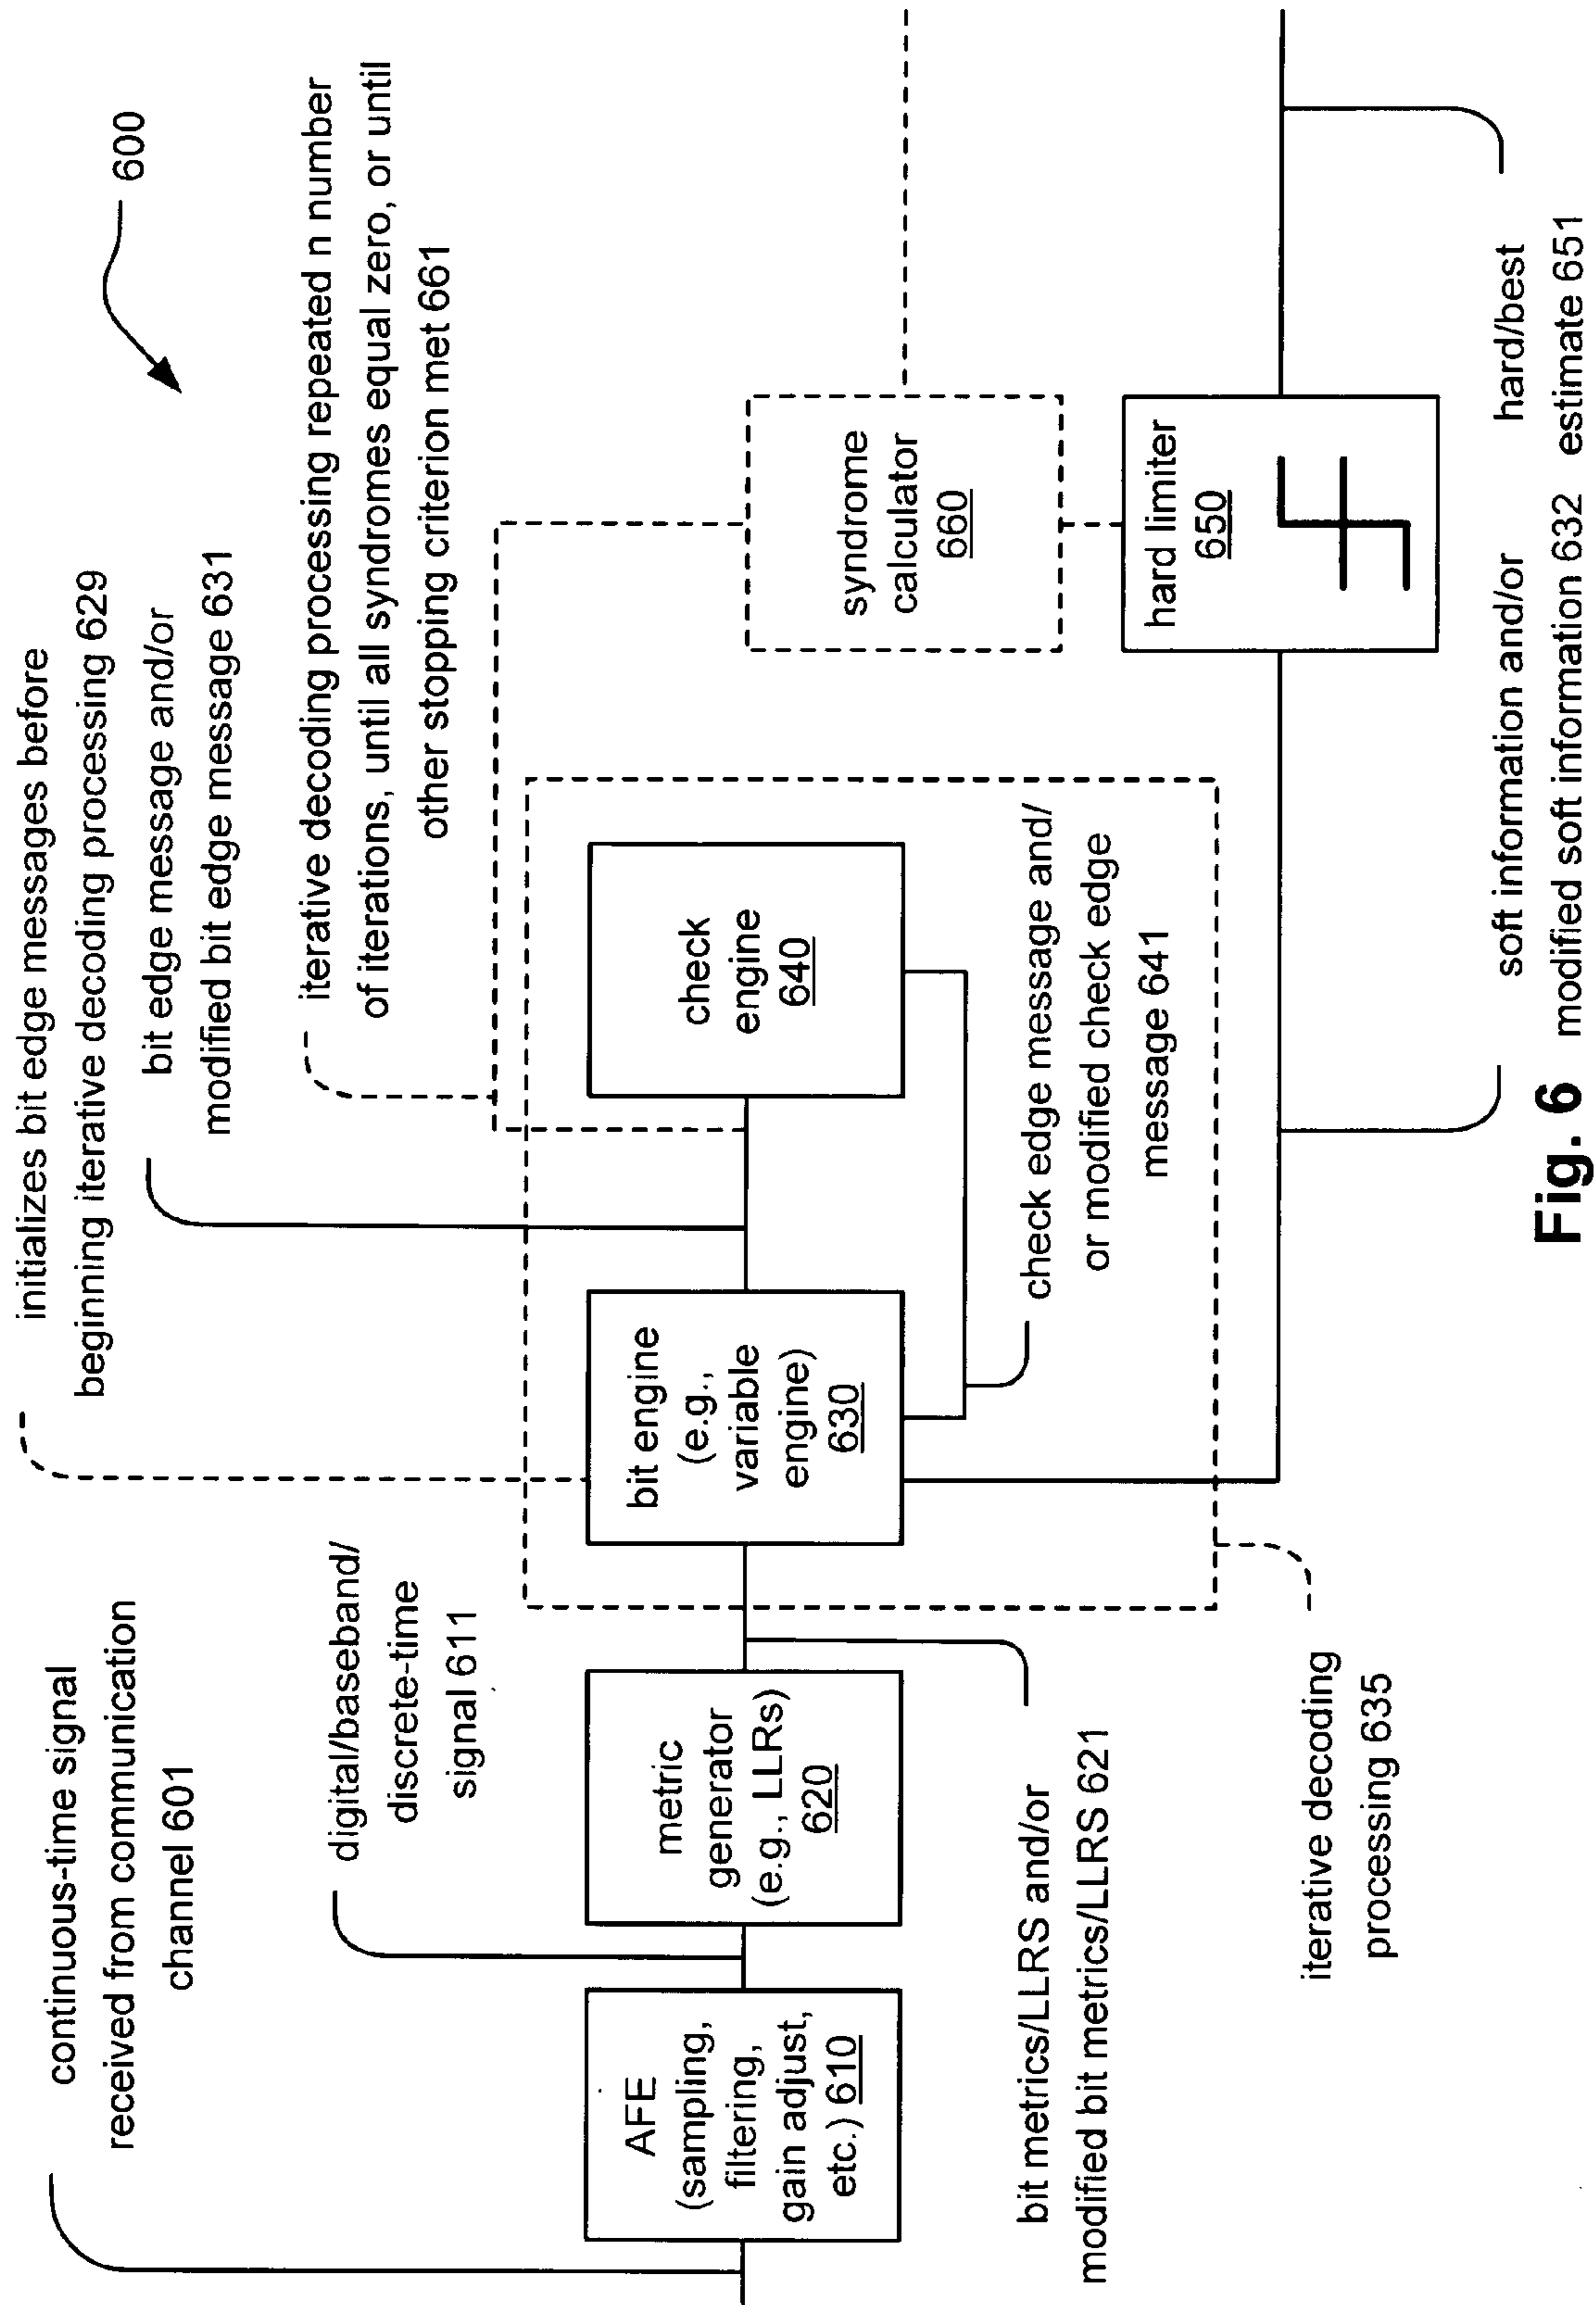 600
initializes bit edge messages before
beginning iterative decoding processing 629
bit edge message and/or
modified bit edge message 631
iterative decoding processing repeated n number
of iterations, until all syndromes equal zero, or until
other stopping criterion met 661
continuous-time signal
received from communication
channel 601
digital/baseband/
discrete-time
signal 611
AFE
(sampling,
filtering,
gain adjust,
etc.) 610
metric
generator
(e.g., LLRs)
620
bit engine
(e.g.,
variable
engine)
630
check
engine
640
syndrome
calculator
660
hard limiter
650
bit metrics/LLRS and/or
modified bit metrics/LLRS 621
check edge message and/
or modified check edge
message 641
iterative decoding
processing 635
soft information and/or
modified soft information 632
hard/best
estimate 651
Fig. 6